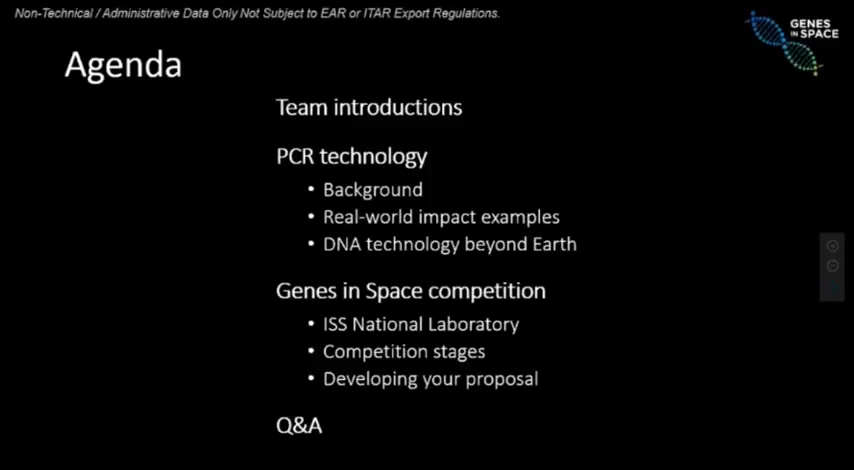 Non-Technical / Administrative Data Only Not Subject to EAR or ITAR Export Regulations.
GENES
IN SPACE
Agenda
Team introductions
PCR technology
• Background
• Real-world impact examples
• DNA technology beyond Earth
Genes in Space competition
• ISS National Laboratory
• Competition stages
• Developing your proposal
Q&A